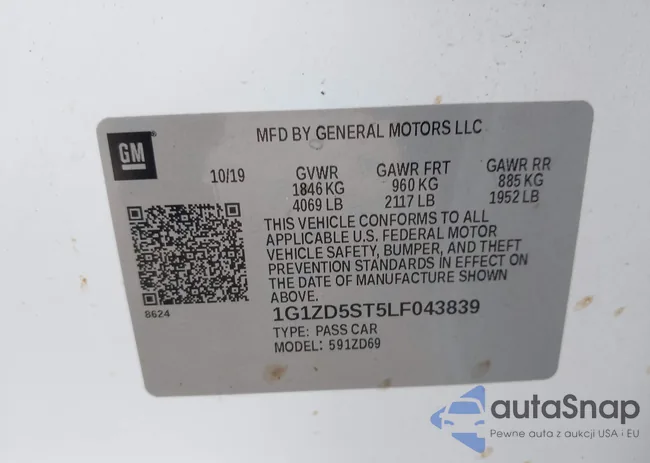 GM
MFD BY GENERAL MOTORS LLC
10/19 GVWR GAWR FRT GAWR RR
1846 KG 960 KG 885 KG
4069 LB 2117 LB 1952 LB
THIS VEHICLE CONFORMS TO ALL
APPLICABLE U.S. FEDERAL MOTOR
VEHICLE SAFETY, BUMPER, AND THEFT
PREVENTION STANDARDS IN EFFECT ON
THE DATE OF MANUFACTURE SHOWN
ABOVE.
8624
1G1ZD5ST5LF043839
TYPE: PASS CAR
MODEL: 591ZD69
autaSnap
Pewne auta z aukcji USA i EU